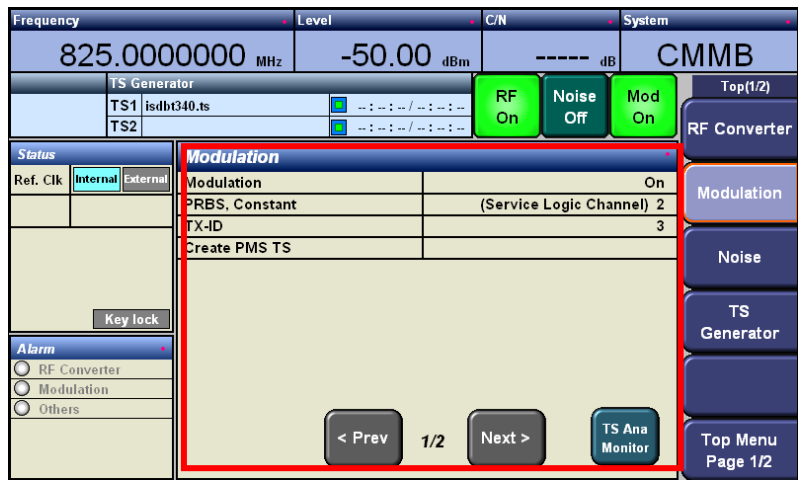 Frequency Level C/N System
825.0000000 MHz -50.00 dBm ----- dB CMMB
TS Generator
TS1 isdbt340.ts --:--:--/--:--:--
TS2 --:--:--/--:--:--
RF On
Noise Off
Mod On
Top(1/2)
RF Converter
Modulation
Noise
TS Generator
Top Menu
Page 1/2
Status
Ref. Clk Internal External
Key lock
Alarm
RF Converter
Modulation
Others
Modulation
Modulation On
PRBS, Constant (Service Logic Channel) 2
TX-ID 3
Create PMS TS
< Prev 1/2 Next >
TS Ana
Monitor